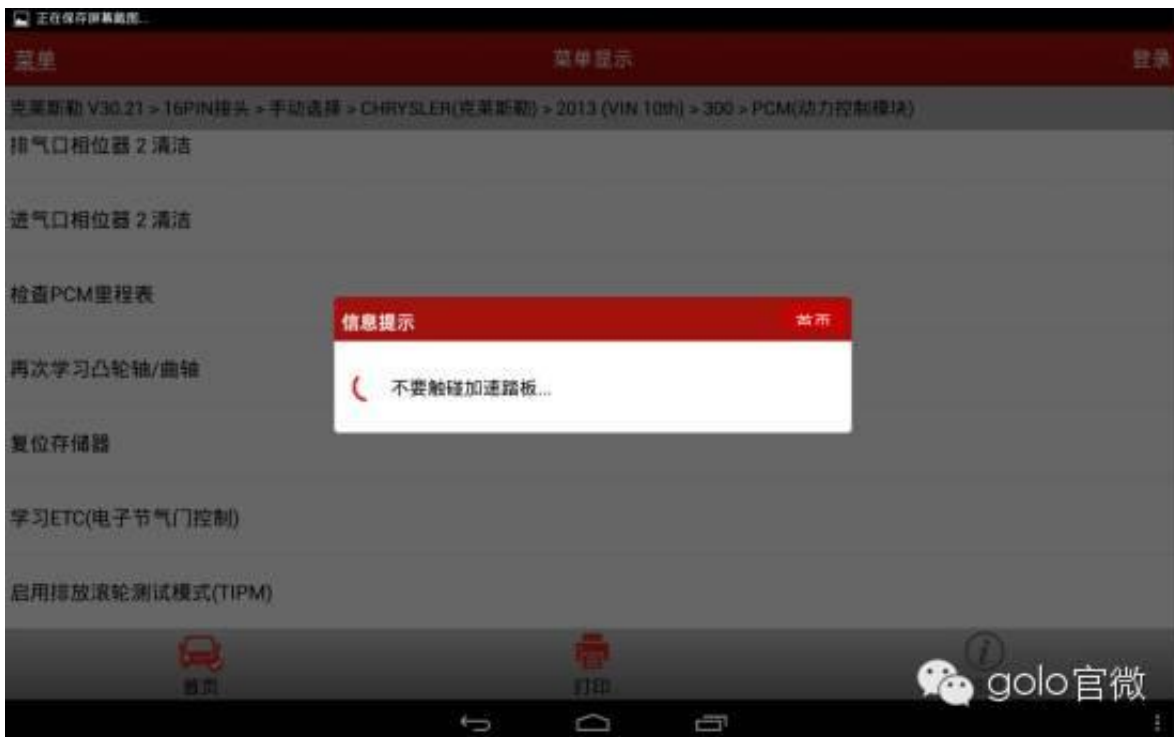 正在保存屏幕截图...
菜单 菜单显示 登录
克莱斯勒 V30.21 > 16PIN接头 > 手动选择 > CHRYSLER(克莱斯勒) > 2013 (VIN 10th) > 300 > PCM(动力控制模块)
排气口相位器 2 清洁
进气口相位器 2 清洁
检查PCM里程表
信息提示 首页
不要触碰加速踏板...
再次学习凸轮轴/曲轴
复位存储器
学习ETC(电子节气门控制)
启用排放滚轮测试模式(TIPM)
首页 打印
golo官微